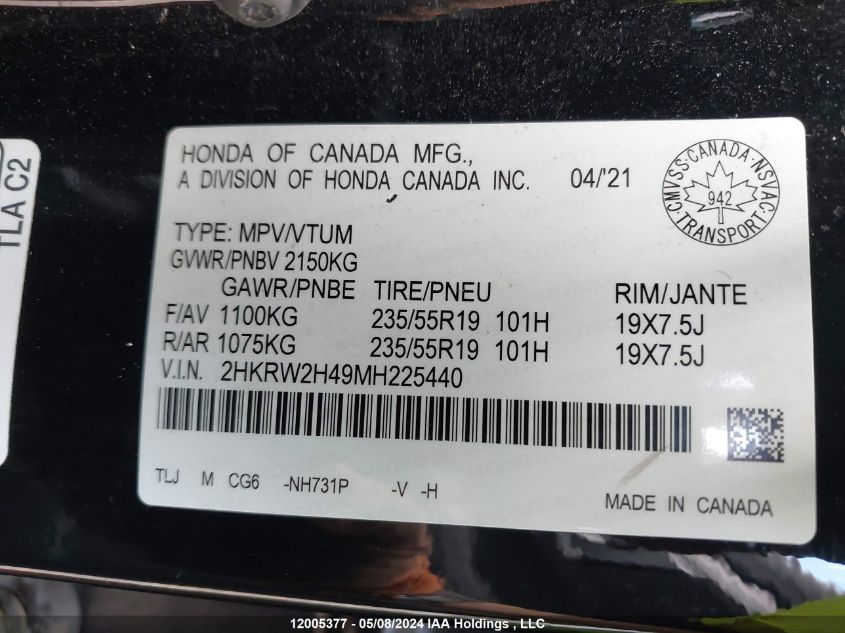 TLA C2
HONDA OF CANADA MFG.,
A DIVISION OF HONDA CANADA INC. 04/'21
CMVSS·CANADA·NSVAC·TRANSPORT·
942
TYPE: MPV/VTUM
GVWR/PNBV 2150KG
GAWR/PNBE TIRE/PNEU RIM/JANTE
F/AV 1100KG 235/55R19 101H 19X7.5J
R/AR 1075KG 235/55R19 101H 19X7.5J
V.I.N. 2HKRW2H49MH225440
TLJ M CG6 -NH731P -V -H
MADE IN CANADA
12005377 - 05/08/2024 IAA Holdings , LLC